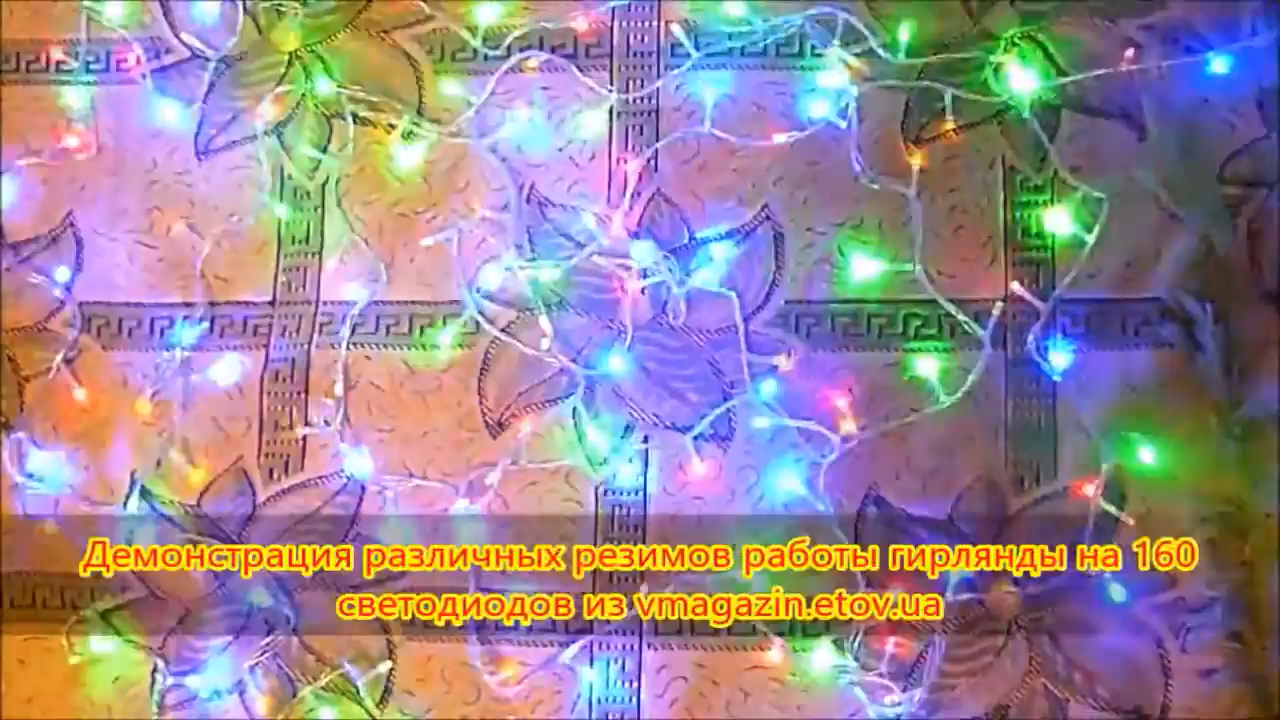 Демонстрация различных резимов работы гирлянды на 160
светодиодов из vmagazin.etov.ua